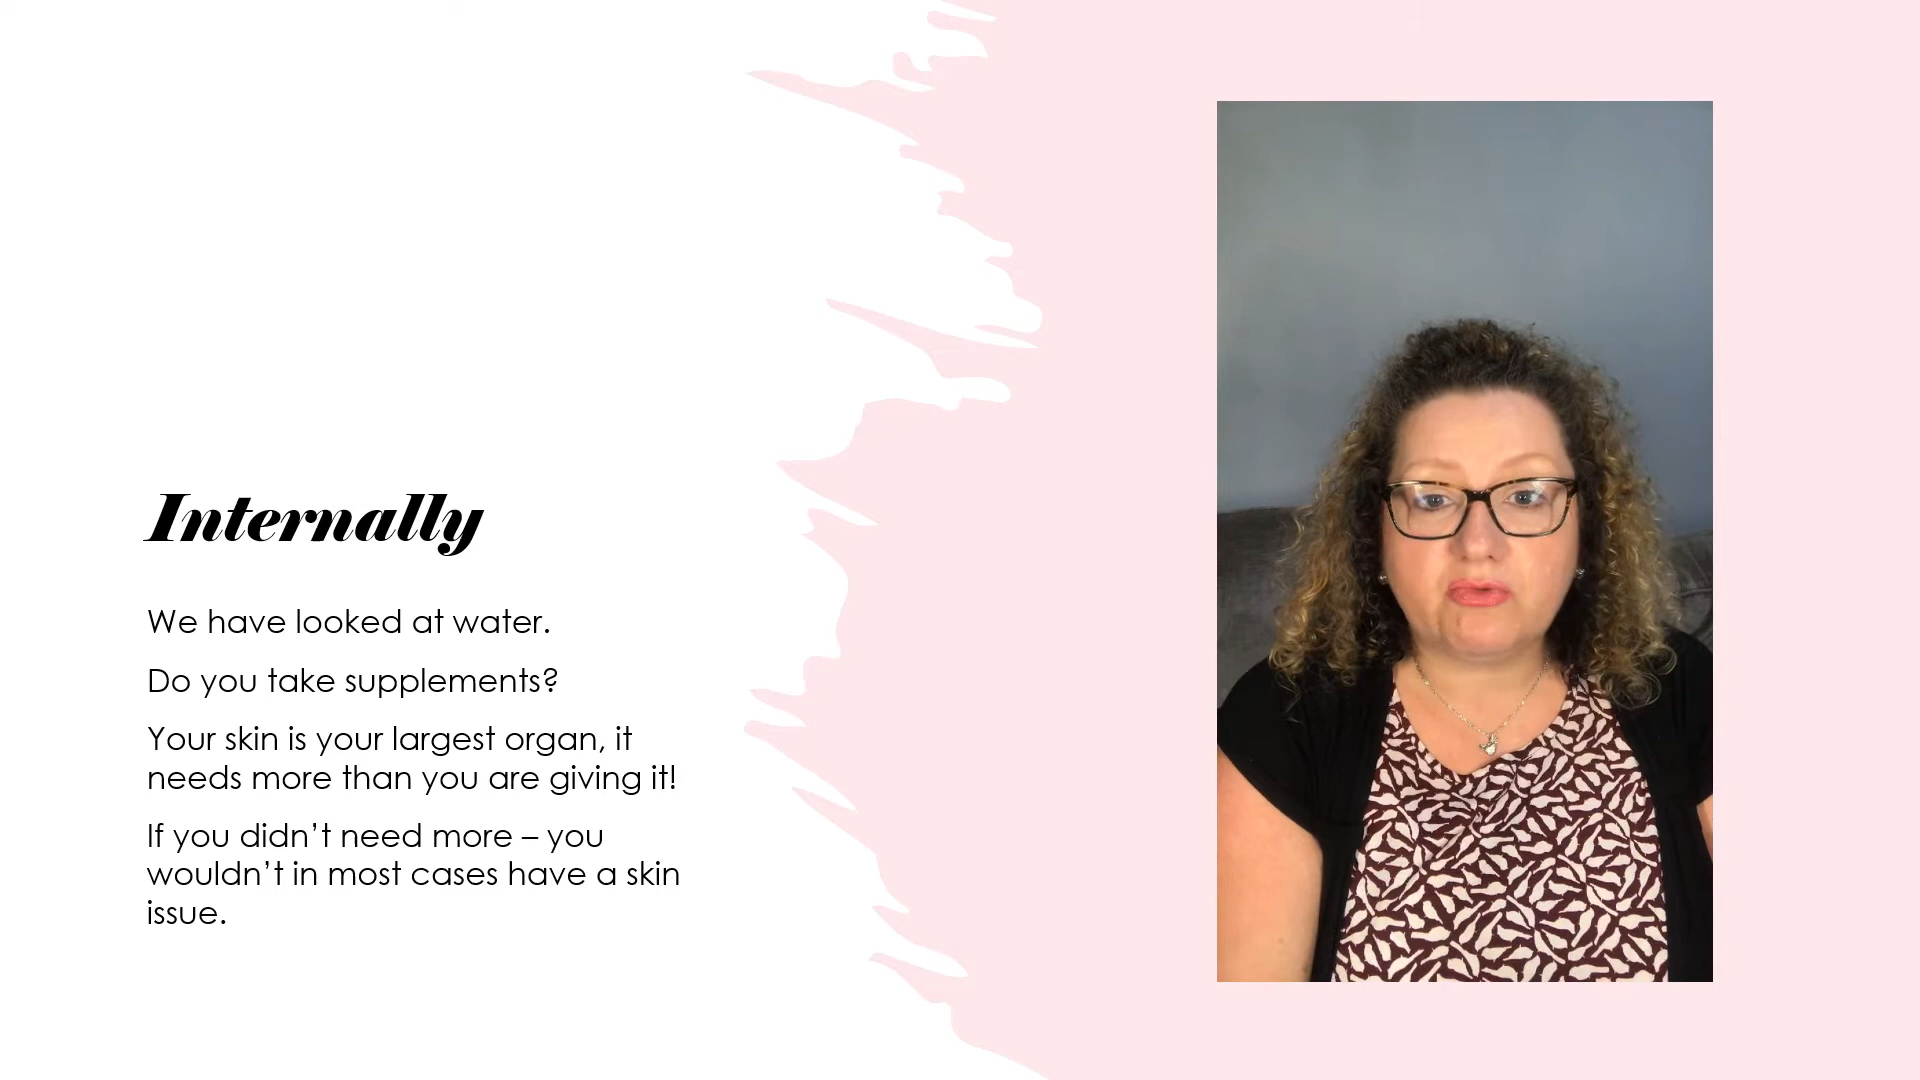 Internally
We have looked at water.
Do you take supplements?
Your skin is your largest organ, it
needs more than you are giving it!
If you didn’t need more – you
wouldn’t in most cases have a skin
issue.